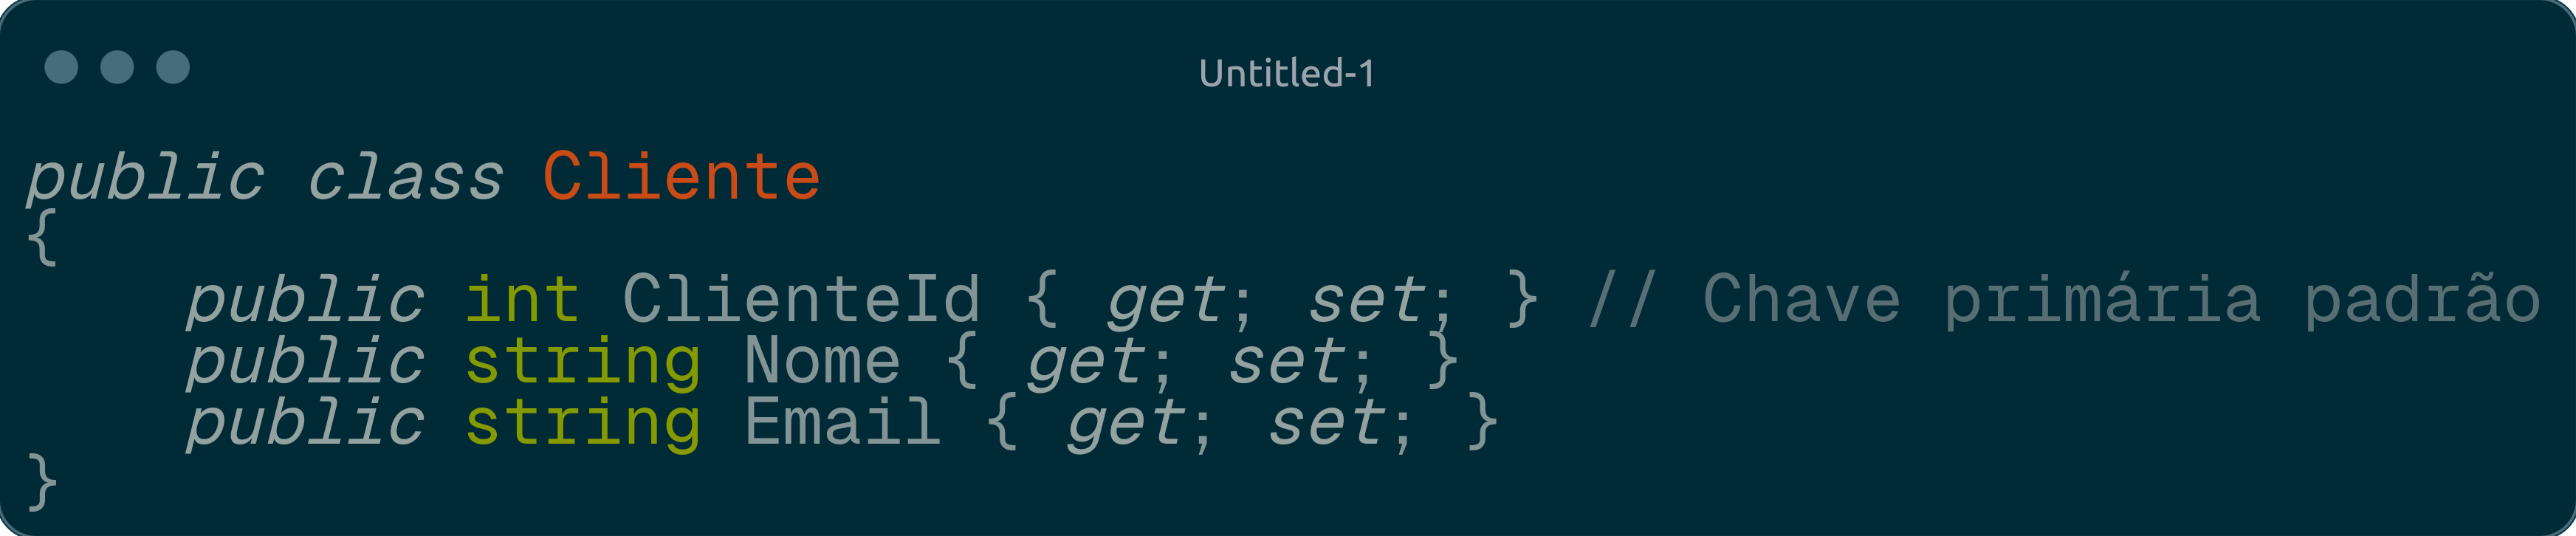 Untitled-1
public class Cliente
{
    public int ClienteId { get; set; } // Chave primária padrão
    public string Nome { get; set; }
    public string Email { get; set; }
}